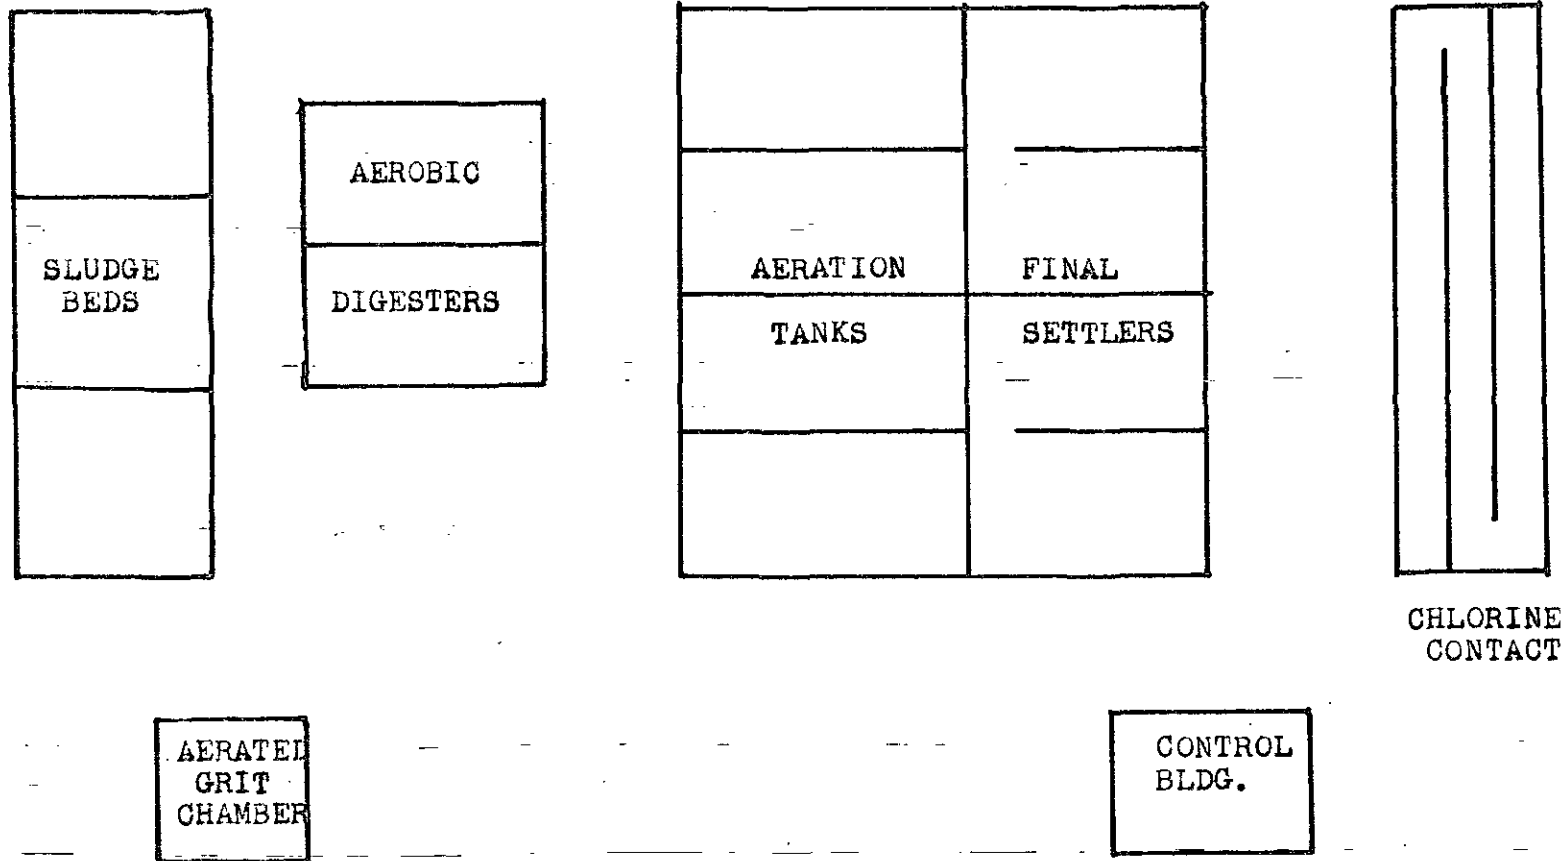 SLUDGE
BEDS
AEROBIC
DIGESTERS
AERATION
TANKS
FINAL
SETTLERS
CHLORINE
CONTACT
AERATED
GRIT
CHAMBER
CONTROL
BLDG.